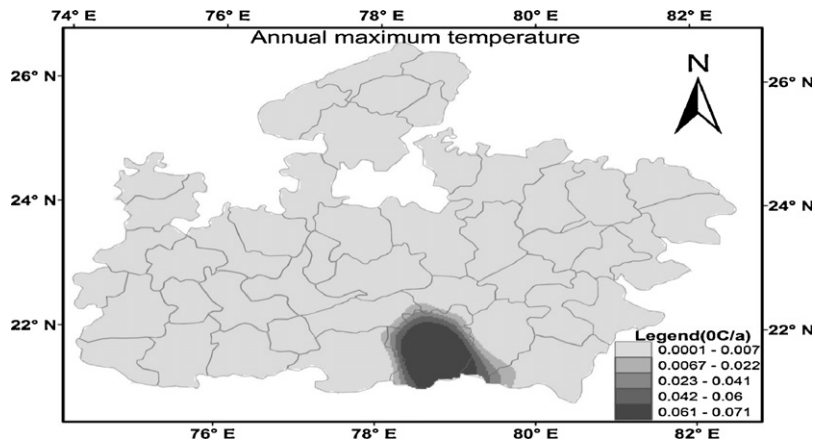 74° E 76° E 78° E 80° E 82° E
Annual maximum temperature
26° N 26° N
N
24° N 24° N
22° N 22° N
Legend(0C/a)
0.0001 - 0.007
0.0067 - 0.022
0.023 - 0.041
0.042 - 0.06
0.061 - 0.071
76° E 78° E 80° E 82° E